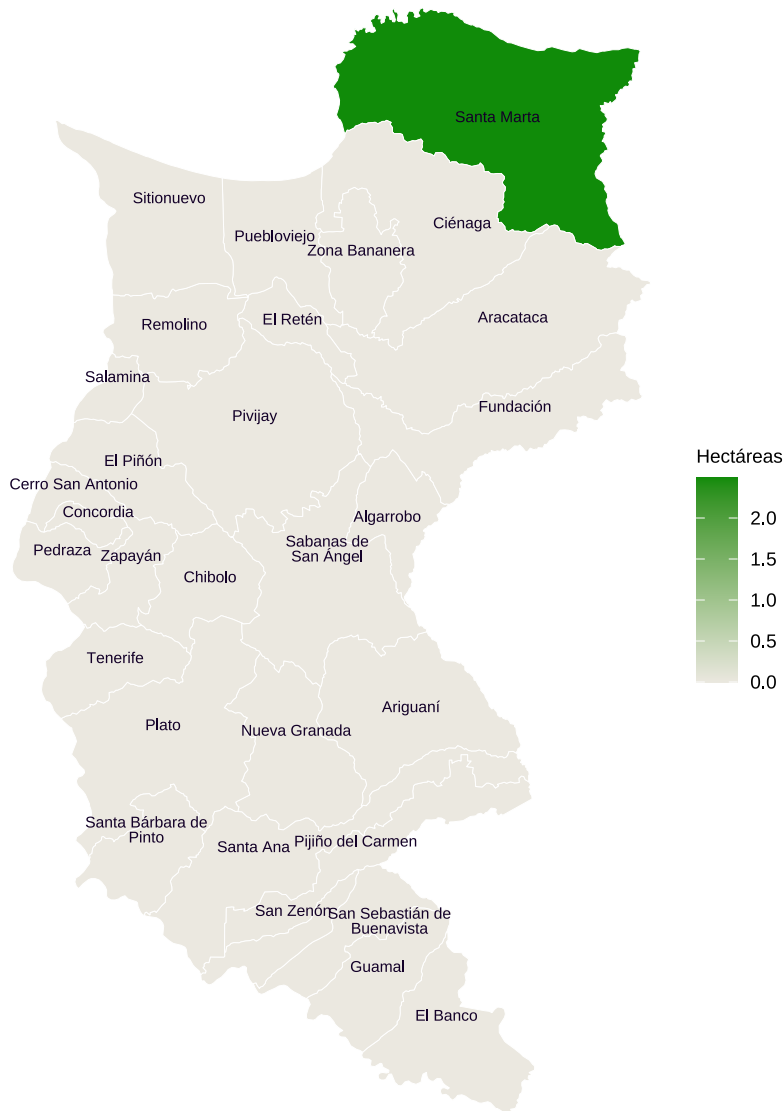 Santa Marta
Sitionuevo
Puebloviejo
Ciénaga
Zona Bananera
Remolino
El Retén
Aracataca
Salamina
Fundación
Pivijay
Hectáreas
El Piñón
Cerro San Antonio
Concordia
Algarrobo
2.0
Pedraza
Zapayán
Sabanas de
San Ángel
1.5
Chibolo
1.0
0.5
Tenerife
0.0
Ariguaní
Plato
Nueva Granada
Santa Bárbara de
Pinto
Santa Ana
Pijiño del Carmen
San Zenón
San Sebastián de
Buenavista
Guamal
El Banco